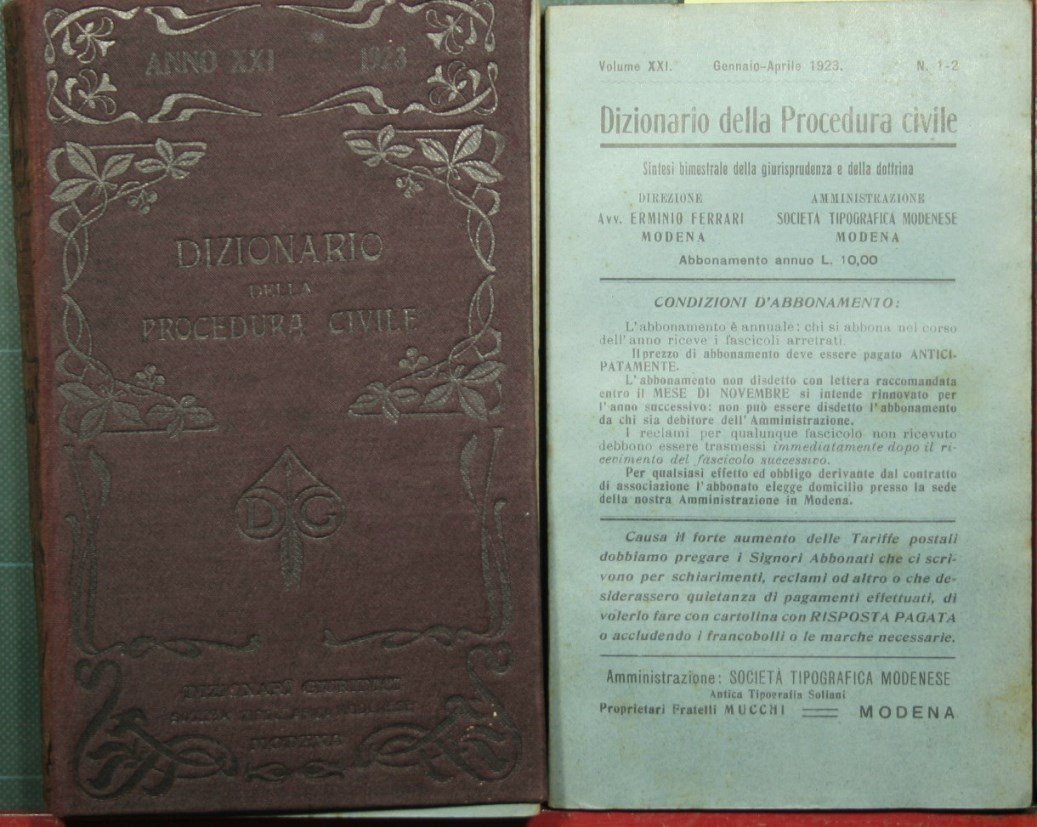 ANNO XXI 1923
DIZIONARIO
DELLA
PROCEDURA CIVILE
D G
DIZIONARI GIURIDICI
SOCIETÀ TIPOGRAFICA MODENESE
MODENA
Volume XXI. Gennaio-Aprile 1923. N. 1-2
Dizionario della Procedura civile
Sintesi bimestrale della giurisprudenza e della dottrina
DIREZIONE AMMINISTRAZIONE
Avv. ERMINIO FERRARI SOCIETÀ TIPOGRAFICA MODENESE
MODENA MODENA
Abbonamento annuo L. 10,00
CONDIZIONI D'ABBONAMENTO:
L'abbonamento è annuale: chi si abbona nel corso
dell'anno riceve i fascicoli arretrati.
Il prezzo di abbonamento deve essere pagato ANTICI-
PATAMENTE.
L'abbonamento non disdetto con lettera raccomandata
entro il MESE DI NOVEMBRE si intende rinnovato per
l'anno successivo: non può essere disdetto l'abbonamento
da chi sia debitore dell'Amministrazione.
I reclami per qualunque fascicolo non ricevuto
debbono essere trasmessi immediatamente dopo il ri-
cevimento del fascicolo successivo.
Per qualsiasi effetto ed obbligo derivante dal contratto
di associazione l'abbonato elegge domicilio presso la sede
della nostra Amministrazione in Modena.
Causa il forte aumento delle Tariffe postali
dobbiamo pregare i Signori Abbonati che ci scri-
vono per schiarimenti, reclami od altro o che de-
siderassero quietanza di pagamenti effettuati, di
volerlo fare con cartolina con RISPOSTA PAGATA
o accludendo i francobolli o le marche necessarie.
Amministrazione: SOCIETÀ TIPOGRAFICA MODENESE
Antica Tipografia Soliani
Proprietari Fratelli MUCCHI MODENA